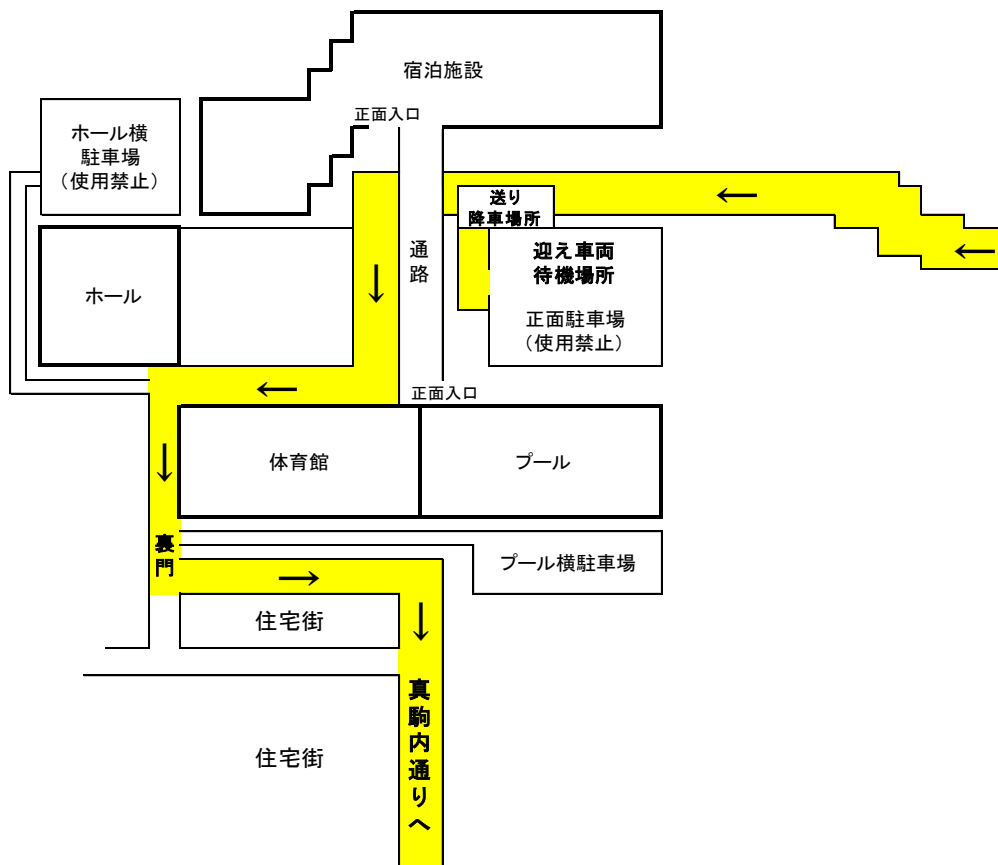 宿泊施設
正面入口
ホール横
駐車場
（使用禁止）
送り
降車場所
←
←
通
路
迎え車両
待機場所
正面駐車場
（使用禁止）
↓
ホール
←
正面入口
体育館
プール
↓
裏
門
プール横駐車場
→
住宅街
↓
真
駒
内
通
り
へ
住宅街